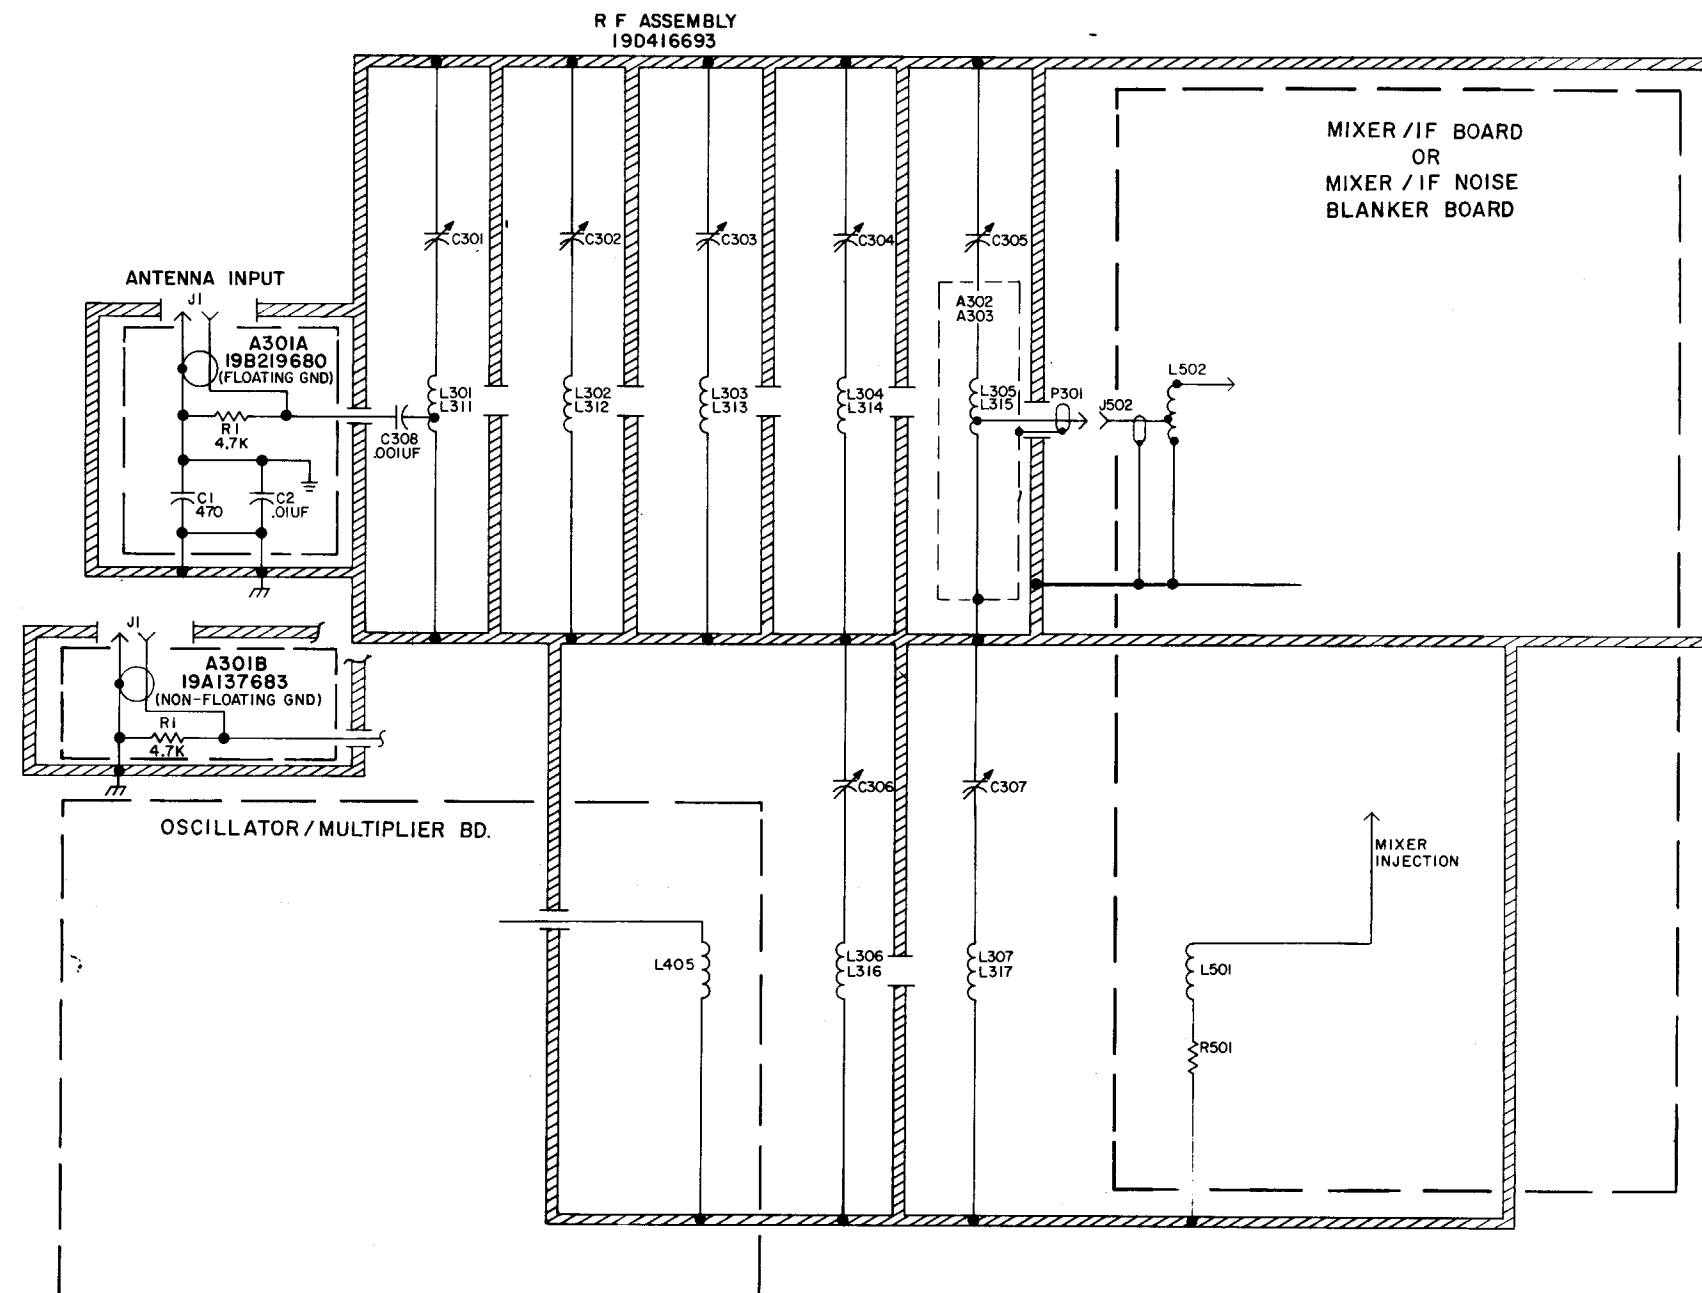 R F ASSEMBLY
19D416693
MIXER/IF BOARD
OR
MIXER/IF NOISE
BLANKER BOARD
C301
C302
C303
C304
C305
ANTENNA INPUT
J1
A301A
19B219680
(FLOATING GND)
R1
4.7K
C1
470
C2
.01UF
C308
.001UF
L301
L311
L302
L312
L303
L313
L304
L314
A302
A303
L305
L315
P301
J502
L502
J1
A301B
19A137683
(NON-FLOATING GND)
R1
4.7K
OSCILLATOR/MULTIPLIER BD.
C306
C307
MIXER
INJECTION
L405
L306
L316
L307
L317
L501
R501